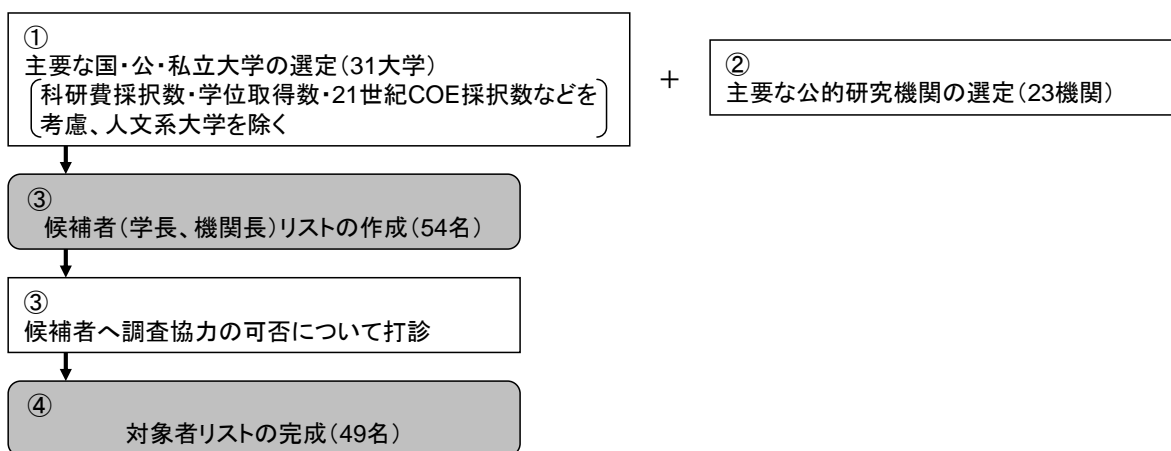 ①
主要な国・公・私立大学の選定(31大学)
科研費採択数・学位取得数・21世紀COE採択数などを
考慮、人文系大学を除く
+
②
主要な公的研究機関の選定(23機関)
③
候補者(学長、機関長)リストの作成(54名)
③
候補者へ調査協力の可否について打診
④
対象者リストの完成(49名)